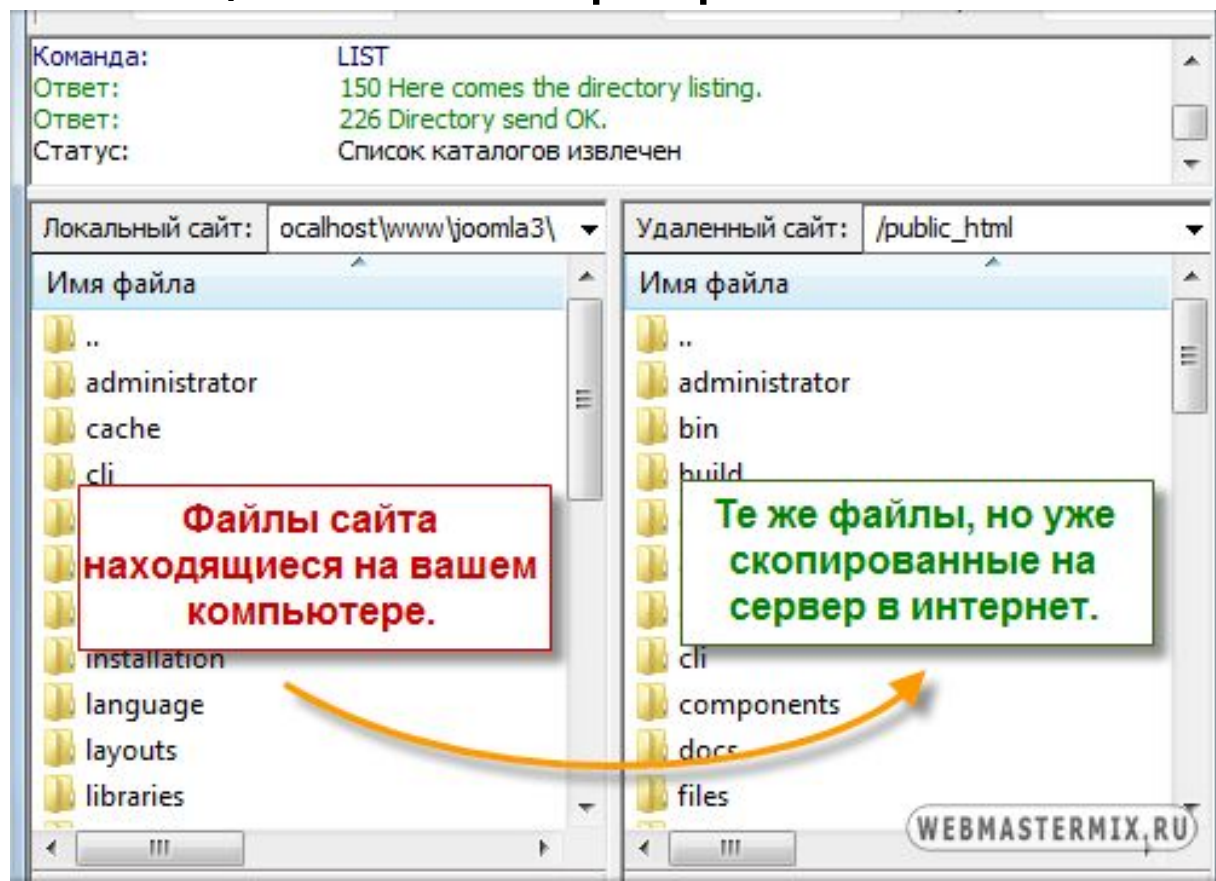 Команда: LIST
Ответ: 150 Here comes the directory listing.
Ответ: 226 Directory send OK.
Статус: Список каталогов извлечен
Локальный сайт: ocalhost\www\joomla3\
Удаленный сайт: /public_html
Имя файла
..
administrator
cache
cli
Файлы сайта
находящиеся на вашем
компьютере.
installation
language
layouts
libraries
Имя файла
..
administrator
bin
build
Те же файлы, но уже
скопированные на
сервер в интернет.
cli
components
docs
files
WEBMASTERMIX.RU